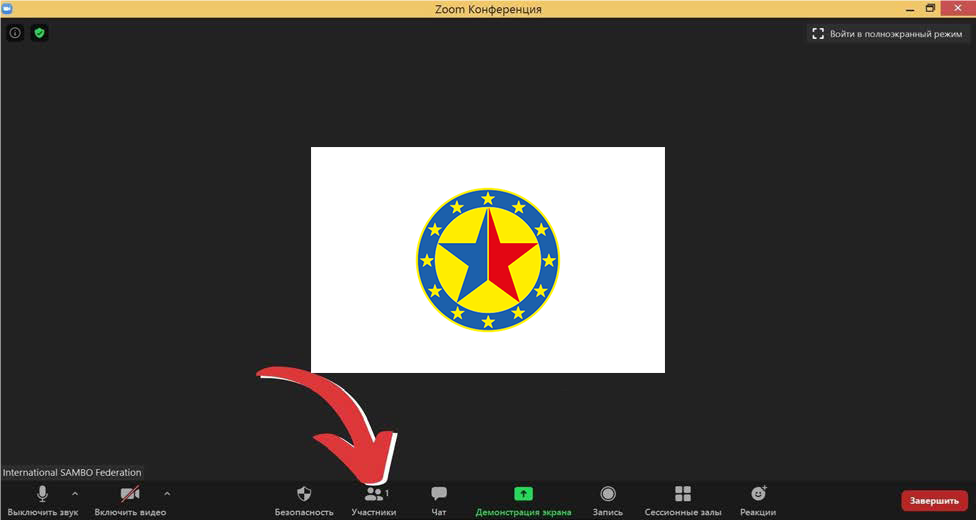 Zoom Конференция
Войти в полноэкранный режим
International SAMBO Federation
1
Выключить звук
Включить видео
Безопасность
Участники
Чат
Демонстрация экрана
Запись
Сессионные залы
Реакции
Завершить